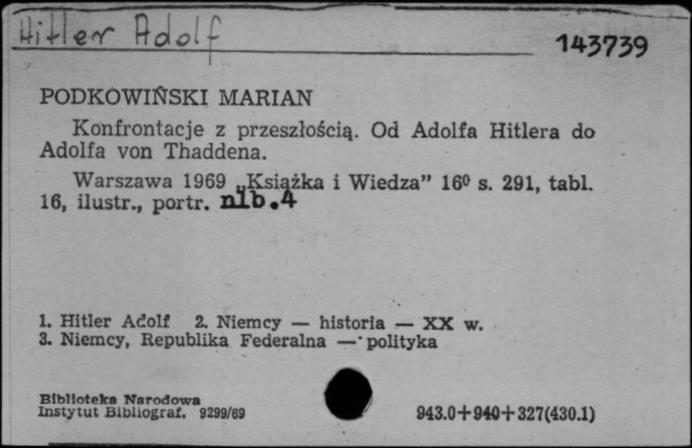 Hitler Adolf
143739
PODKOWIŃSKI MARIAN
Konfrontacje z przeszłością. Od Adolfa Hitlera do
Adolfa von Thaddena.
Warszawa 1969 „Książka i Wiedza” 16⁰ s. 291, tabl.
16, ilustr., portr. nlb.4
1. Hitler Adolf 2. Niemcy — historia — XX w.
3. Niemcy, Republika Federalna — polityka
Biblioteka Narodowa
Instytut Bibliograf. 9299/69
943.0+940+327(430.1)